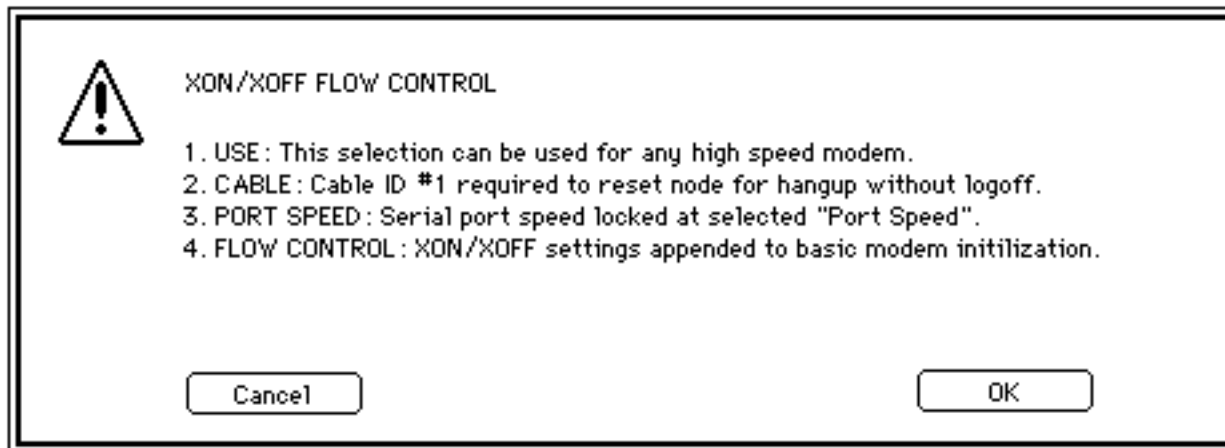 XON/XOFF FLOW CONTROL
1. USE: This selection can be used for any high speed modem.
2. CABLE: Cable ID #1 required to reset node for hangup without logoff.
3. PORT SPEED: Serial port speed locked at selected "Port Speed".
4. FLOW CONTROL: XON/XOFF settings appended to basic modem initilization.
Cancel
OK